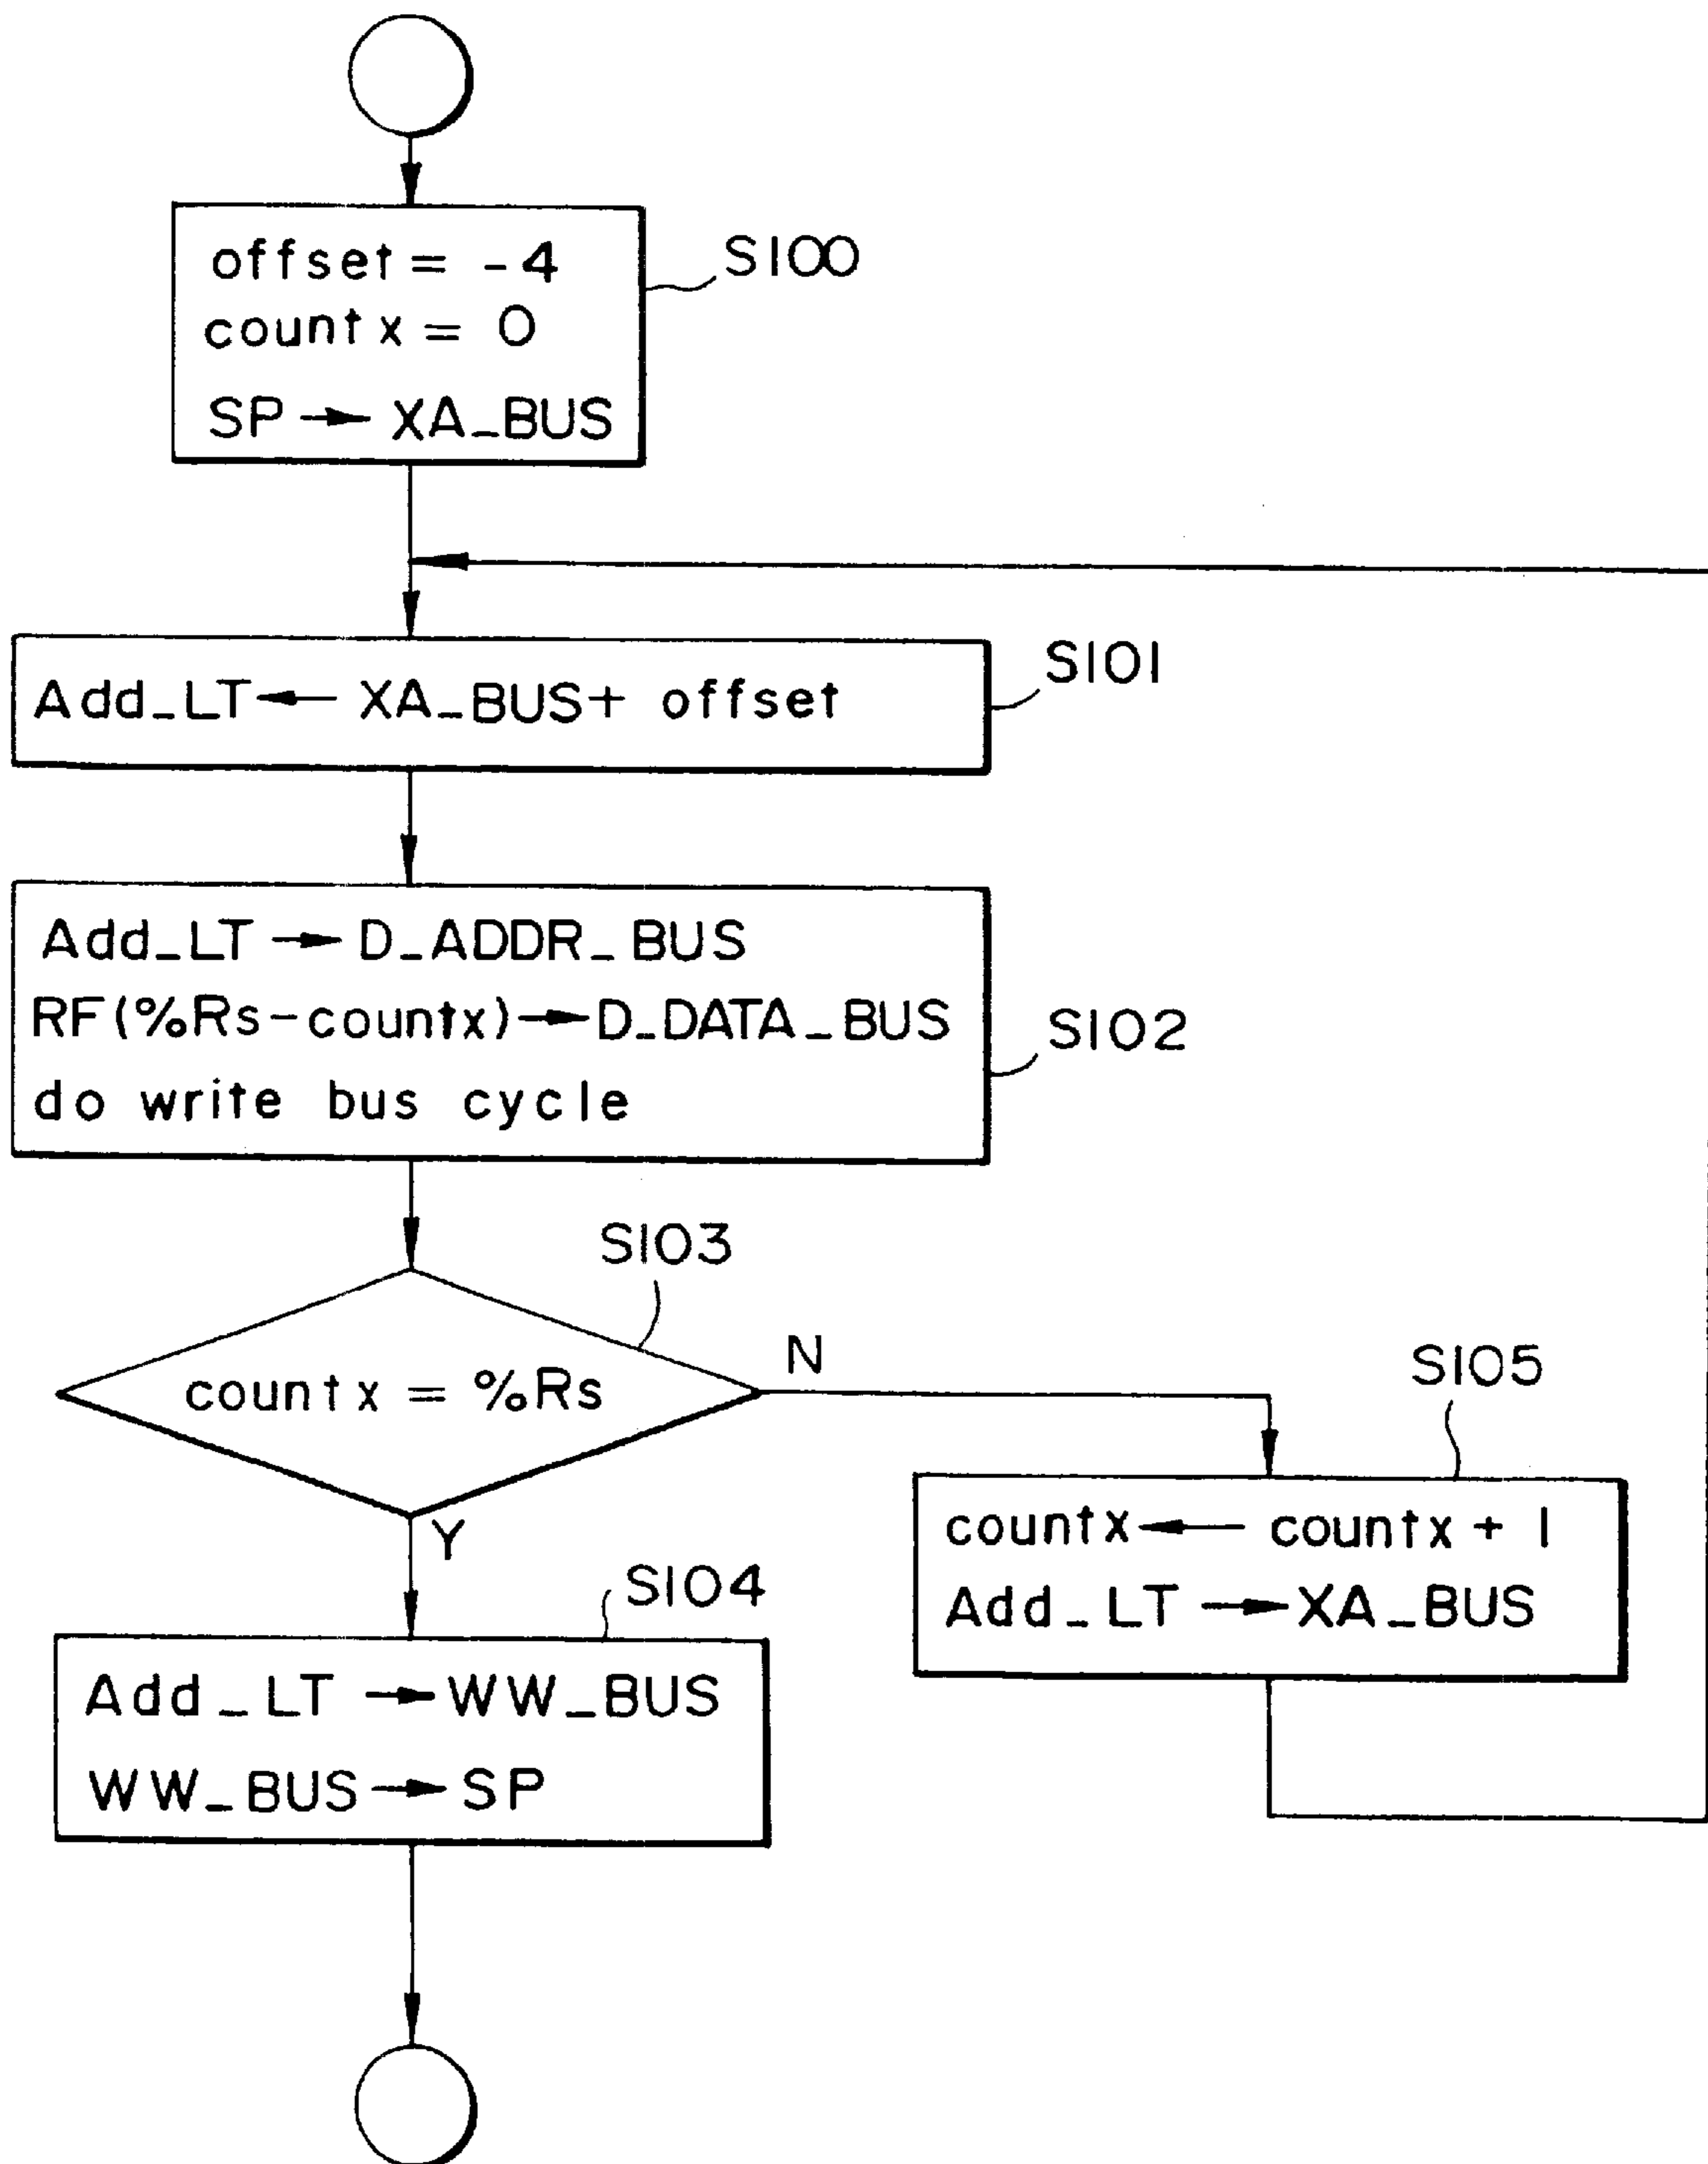 offset = -4
countx = 0
SP → XA_BUS
S100
Add_LT ← XA_BUS + offset
S101
Add_LT → D_ADDR_BUS
RF(%Rs-countx) → D_DATA_BUS
do write bus cycle
S102
S103
countx = %Rs
N
Y
S105
countx ← countx + 1
Add_LT → XA_BUS
S104
Add_LT → WW_BUS
WW_BUS → SP